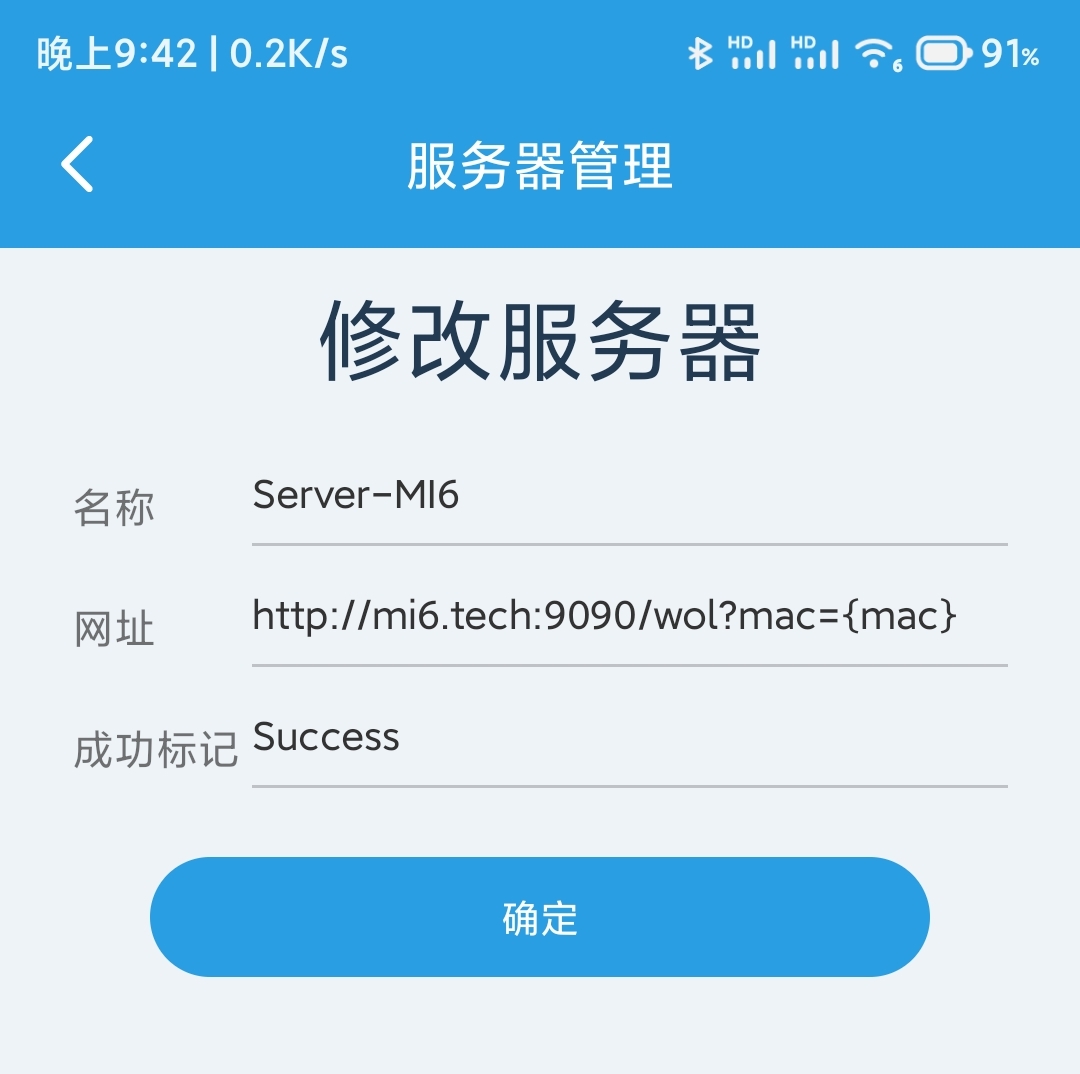 晚上9:42 | 0.2K/s HD HD 6 91%
服务器管理
修改服务器
名称 Server-MI6
网址 http://mi6.tech:9090/wol?mac={mac}
成功标记 Success
确定